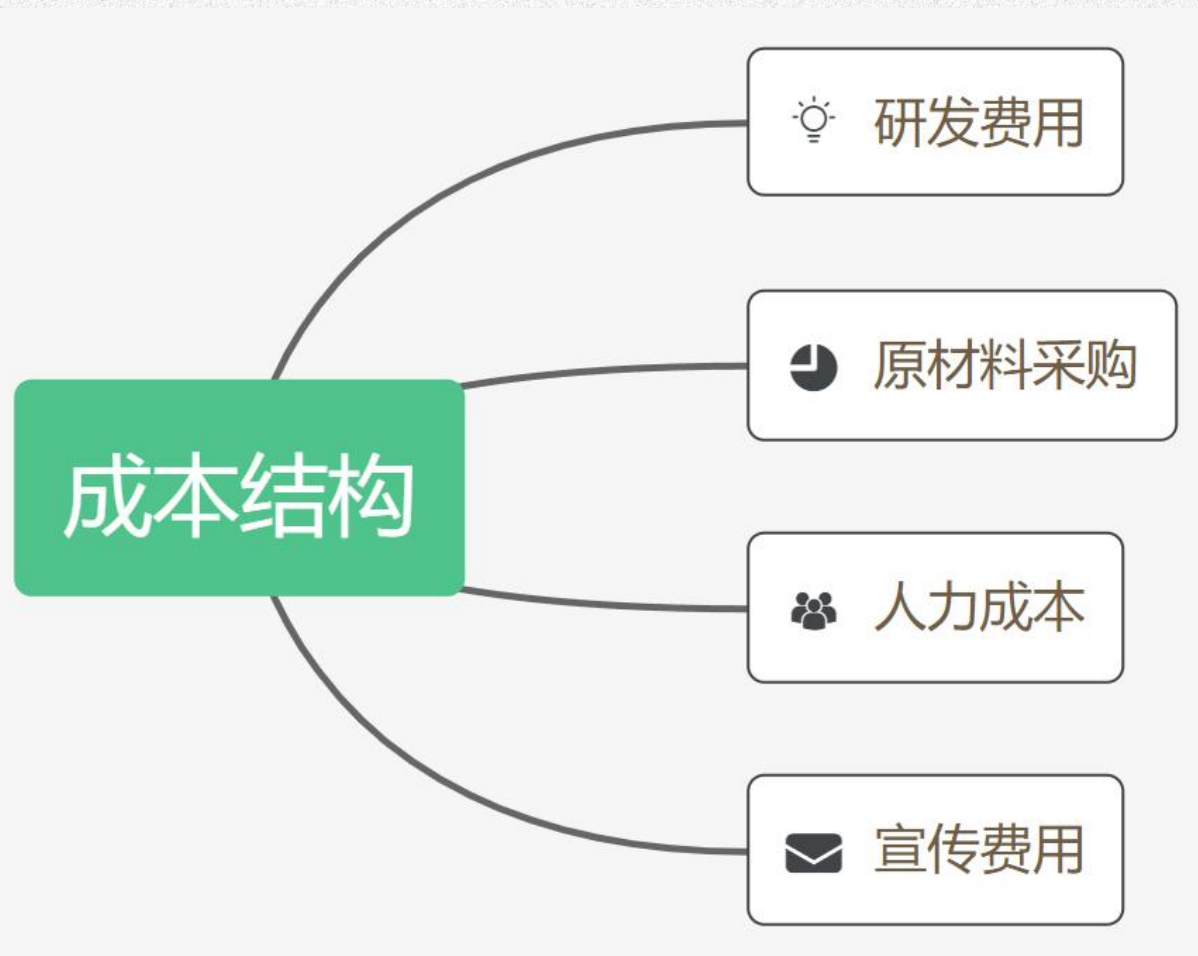 研发费用
原材料采购
成本结构
人力成本
宣传费用